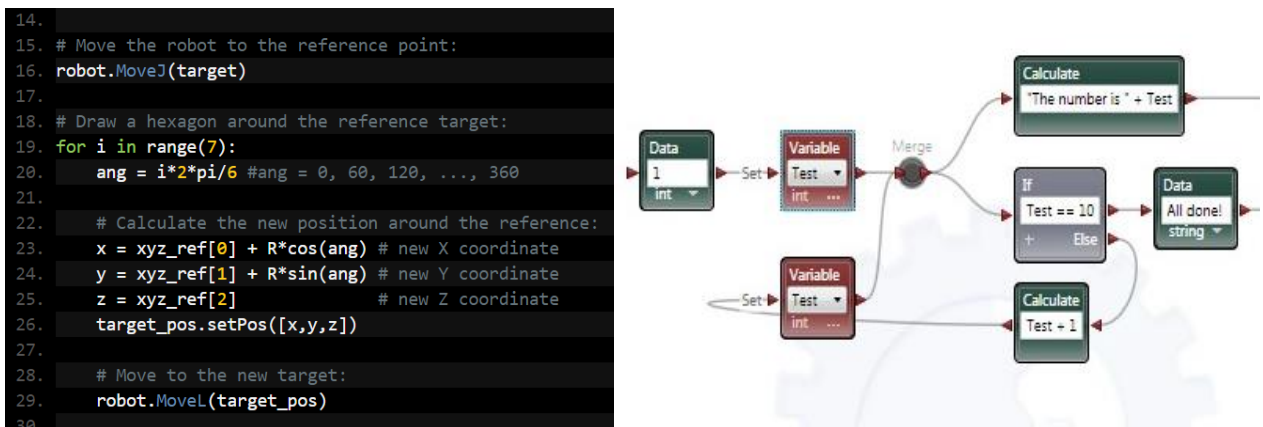 14.
15. # Move the robot to the reference point:
16. robot.MoveJ(target)
17.
18. # Draw a hexagon around the reference target:
19. for i in range(7):
20.     ang = i*2*pi/6 #ang = 0, 60, 120, ..., 360
21.
22.     # Calculate the new position around the reference:
23.     x = xyz_ref[0] + R*cos(ang) # new X coordinate
24.     y = xyz_ref[1] + R*sin(ang) # new Y coordinate
25.     z = xyz_ref[2]              # new Z coordinate
26.     target_pos.setPos([x,y,z])
27.
28.     # Move to the new target:
29.     robot.MoveL(target_pos)
30.
Data
1
int
Set
Variable
Test
int ...
Merge
Calculate
"The number is " + Test
If
Test == 10
+ Else
Data
All done!
string
Set
Variable
Test
int ...
Calculate
Test + 1